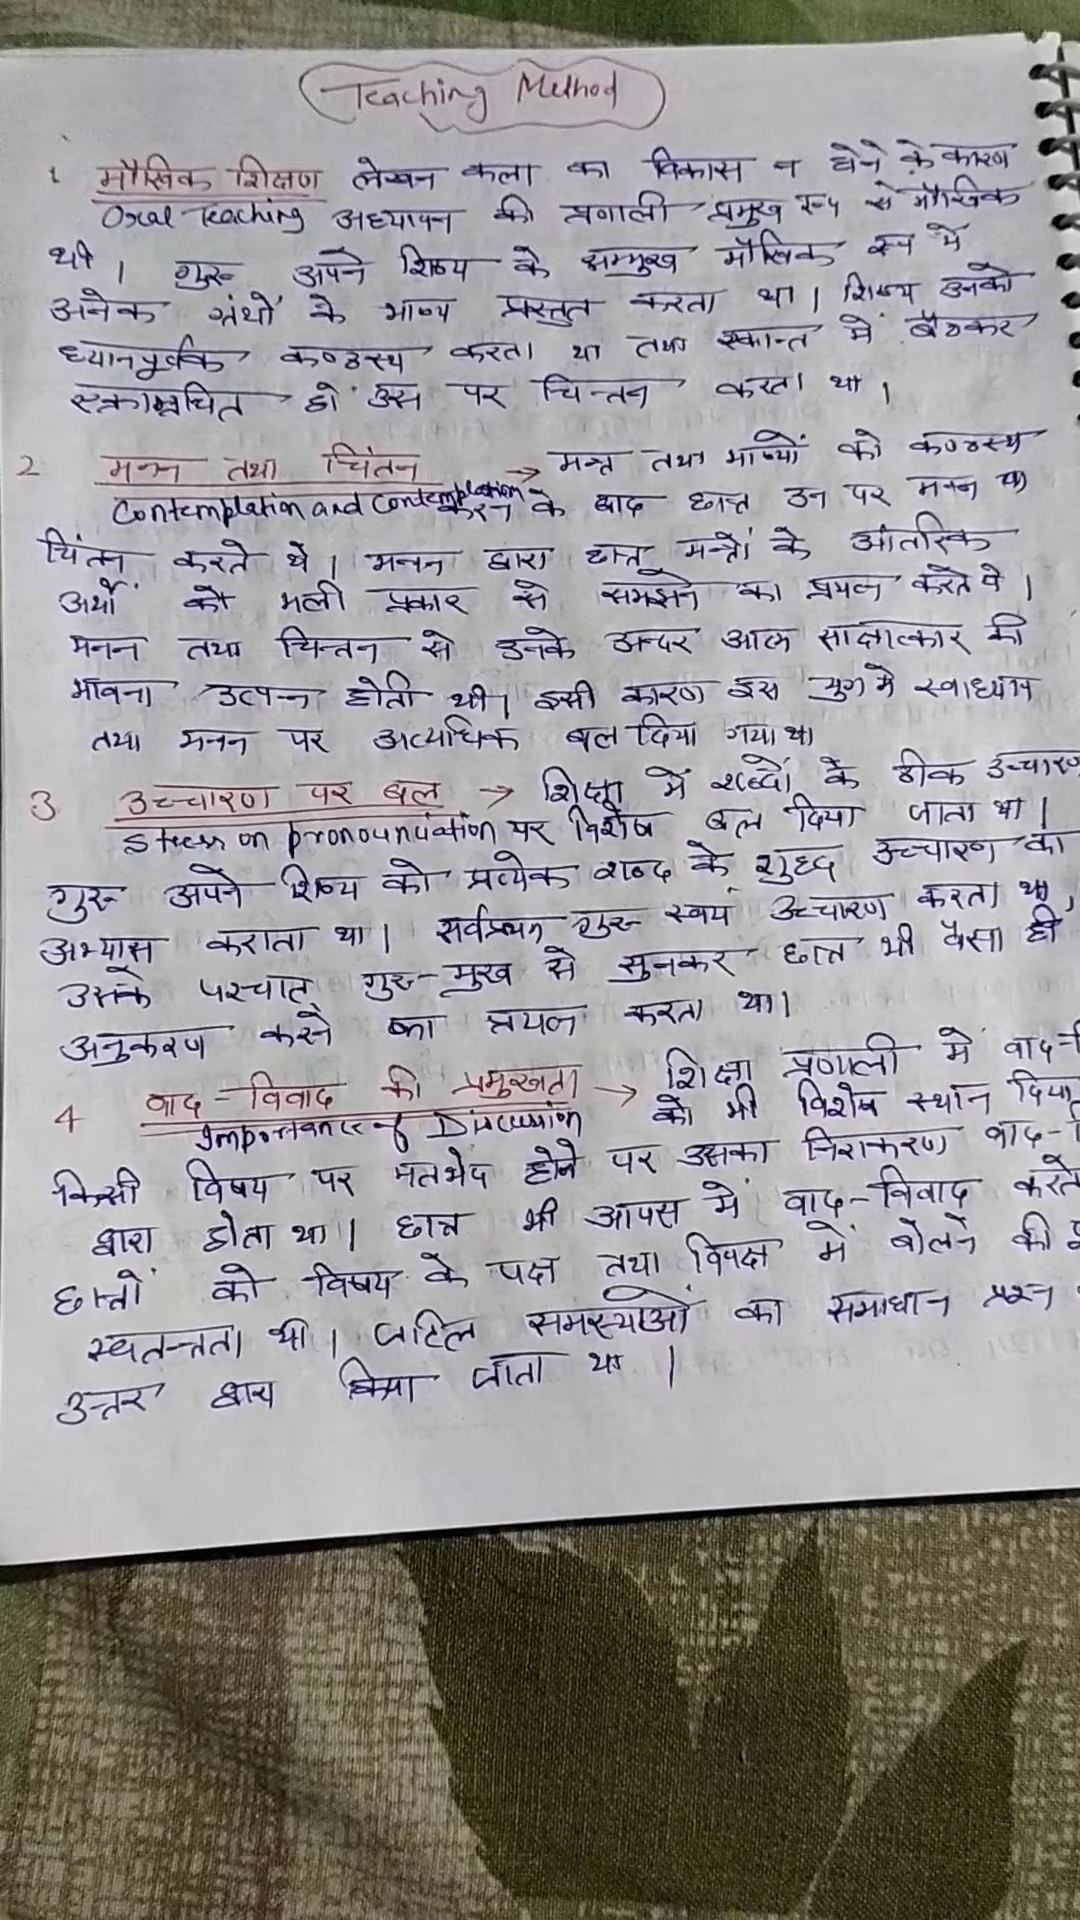 Teaching Method
1 मौखिक शिक्षण लेखन कला का विकास न होने के कारण
Oral Teaching अध्यापन की प्रणाली प्रमुख रूप से मौखिक
थी । गुरू अपने शिष्य के सम्मुख मौखिक रूप में
अनेक ग्रंथों के भाष्य प्रस्तुत करता था । शिष्य उनको
ध्यानपूर्वक कण्ठस्थ करता था तथा एकान्त में बैठकर
हो उस पर चिन्तन करता था ।
2 मनन तथा चिंतन → मन्त्र तथा भाष्यों को कण्ठस्थ
Contemplation and Contemplation करने के बाद छात्र उन पर मनन
चिंतन करते थे । मनन द्वारा छात्र मन्त्रों के आंतरिक
अर्थों को भली प्रकार से समझने का प्रयत्न करते थे ।
मनन तथा चिन्तन से उनके अन्दर आत्म साक्षात्कार की
भावना उत्पन्न होती थी। इसी कारण इस युग मे स्वाध्याय
तथा मनन पर अत्यधिक बल दिया गया था
3 उच्चारण पर बल → शिक्षा में शब्दों के ठीक उच्चारण
Stress on pronounciation पर विशेष बल दिया जाता था ।
गुरू अपने शिष्य को प्रत्येक शब्द के शुद्ध उच्चारण का
अभ्यास कराता था । सर्वप्रथम गुरू स्वयं उच्चारण करता था,
उसके पश्चात् गुरू-मुख से सुनकर छात्र भी वैसा ही
अनुकरण करने का प्रयत्न करता था।
4 वाद-विवाद की प्रमुखता → शिक्षा प्रणाली में वाद-
Importance of Discussion को भी विशेष स्थान दिया
किसी विषय पर मतभेद होने पर उसका निराकरण वाद-
द्वारा होता था । छात्र भी आपस में वाद-विवाद करते
छात्रों को विषय के पक्ष तथा विपक्ष में बोलने की
स्वतन्त्रता थी । जटिल समस्याओं का समाधान प्रश्न
उत्तर द्वारा किया जाता था ।